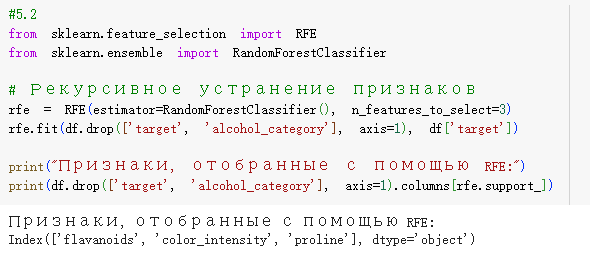 #5.2
from sklearn.feature_selection import RFE
from sklearn.ensemble import RandomForestClassifier
# Рекурсивное устранение признаков
rfe = RFE(estimator=RandomForestClassifier(), n_features_to_select=3)
rfe.fit(df.drop(['target', 'alcohol_category'], axis=1), df['target'])
print("Признаки, отобранные с помощью RFE:")
print(df.drop(['target', 'alcohol_category'], axis=1).columns[rfe.support_])
Признаки, отобранные с помощью RFE:
Index(['flavanoids', 'color_intensity', 'proline'], dtype='object')